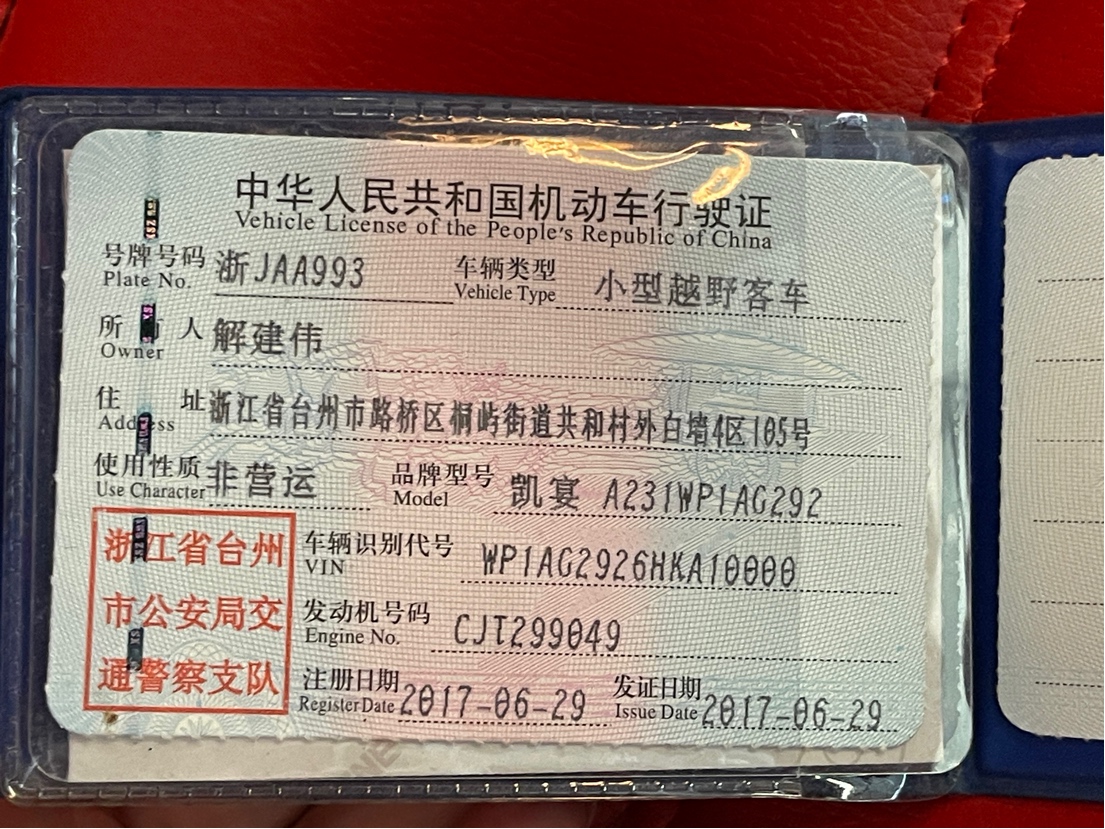 中华人民共和国机动车行驶证
Vehicle License of the People's Republic of China
号牌号码 浙JAA993 车辆类型 小型越野客车
Plate No. Vehicle Type
所 人 解建伟
Owner
住 址 浙江省台州市路桥区桐屿街道共和村外白墙4区105号
Address
使用性质 非营运 品牌型号 凯宴 A231WP1AG292
Use Character Model
浙江省台州 车辆识别代号 WP1AG2926HKA10000
VIN
市公安局交 发动机号码 CJT299049
Engine No.
通警察支队 注册日期 2017-06-29 发证日期 2017-06-29
Register Date Issue Date